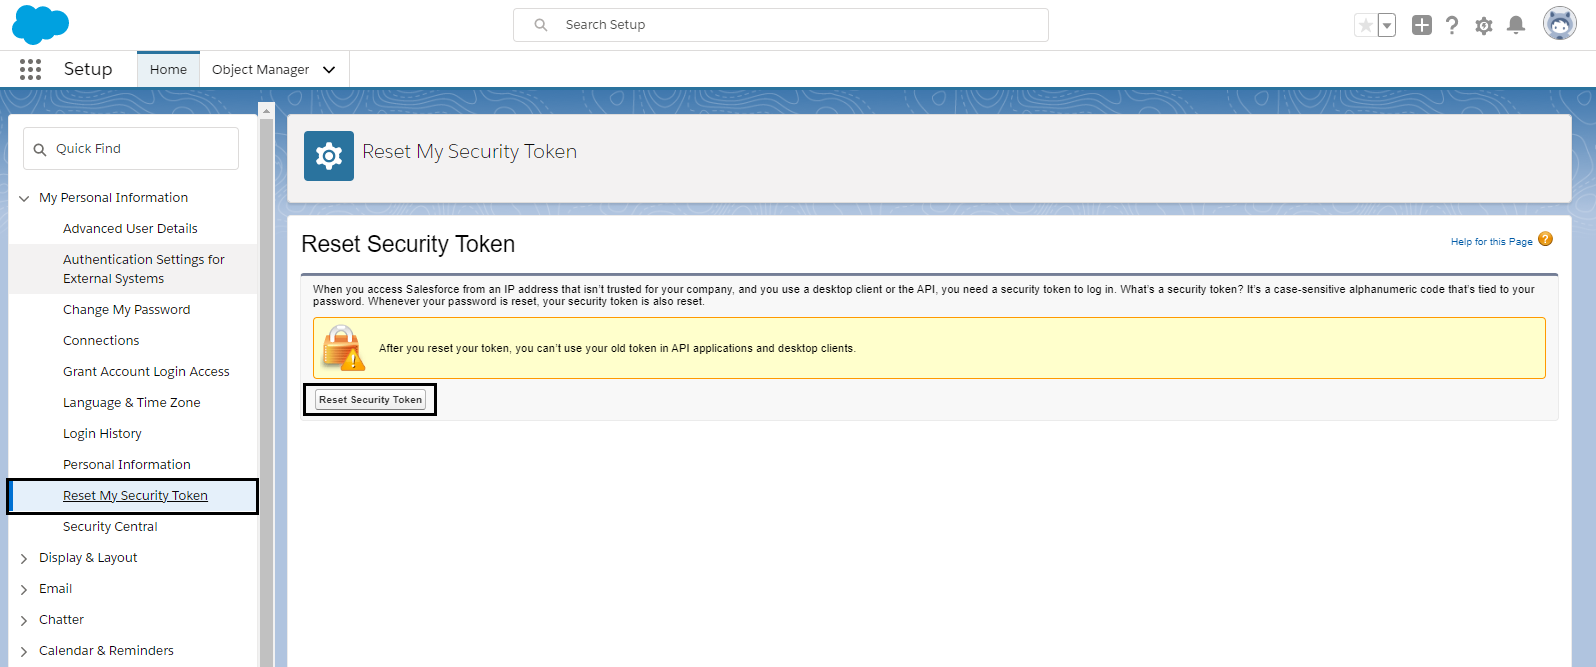 Search Setup
Setup
Home
Object Manager
Quick Find
My Personal Information
Advanced User Details
Authentication Settings for
External Systems
Change My Password
Connections
Grant Account Login Access
Language & Time Zone
Login History
Personal Information
Reset My Security Token
Security Central
Display & Layout
Email
Chatter
Calendar & Reminders
Reset My Security Token
Reset Security Token
Help for this Page ?
When you access Salesforce from an IP address that isn't trusted for your company, and you use a desktop client or the API, you need a security token to log in. What's a security token? It's a case-sensitive alphanumeric code that's tied to your
password. Whenever your password is reset, your security token is also reset.
After you reset your token, you can't use your old token in API applications and desktop clients.
Reset Security Token